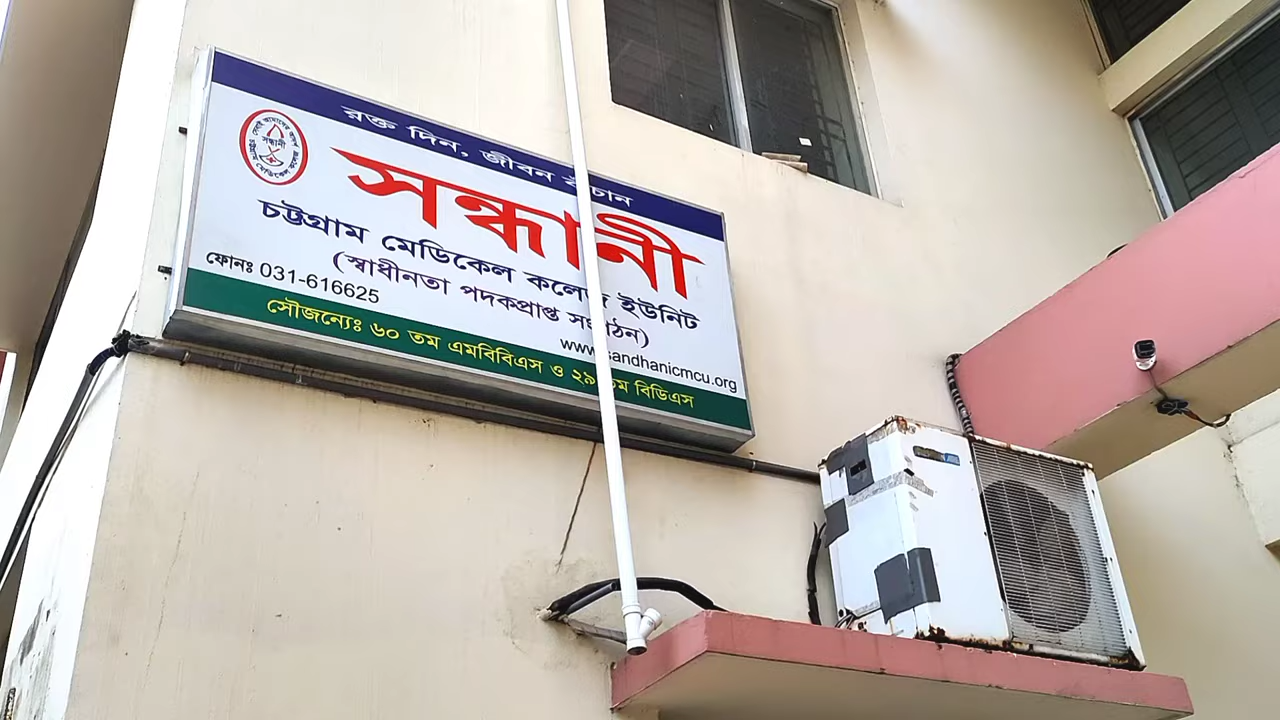 রক্ত দিন, জীবন বাঁচান
সন্ধানী
সন্ধানী
চট্টগ্রাম মেডিকেল কলেজ ইউনিট
(স্বাধীনতা পদকপ্রাপ্ত সংগঠন)
ফোনঃ 031-616625
www.sandhanicmcu.org
সৌজন্যেঃ ৬০ তম এমবিবিএস ও ২৯ তম বিডিএস